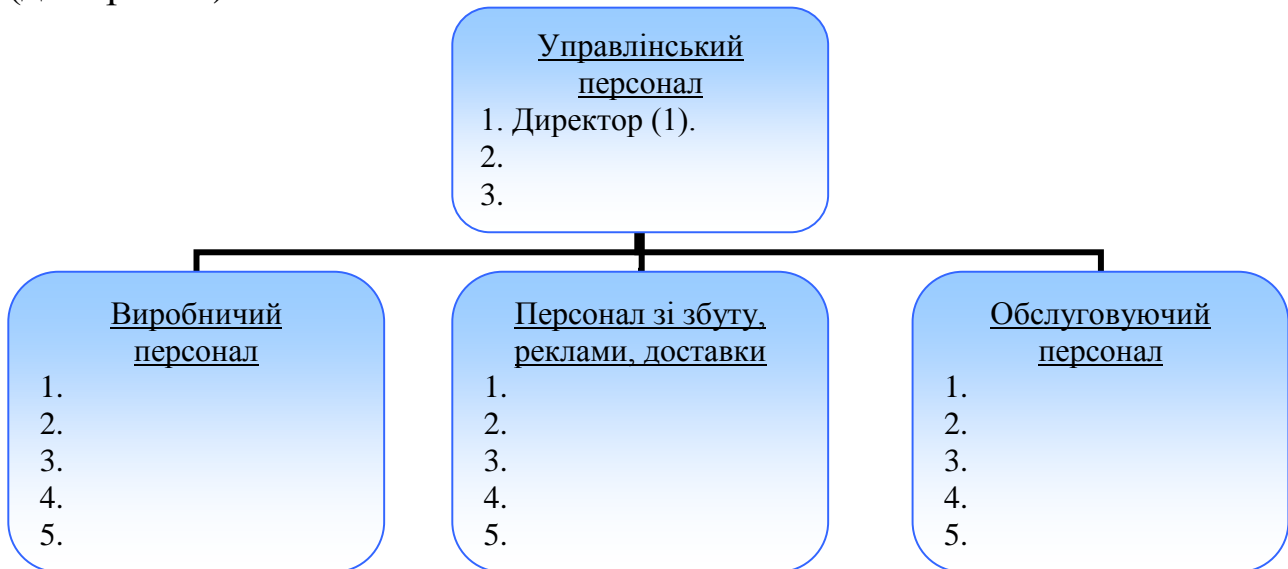 Управлінський
персонал
1. Директор (1).
2.
3.
Виробничий
персонал
1.
2.
3.
4.
5.
Персонал зі збуту,
реклами, доставки
1.
2.
3.
4.
5.
Обслуговуючий
персонал
1.
2.
3.
4.
5.